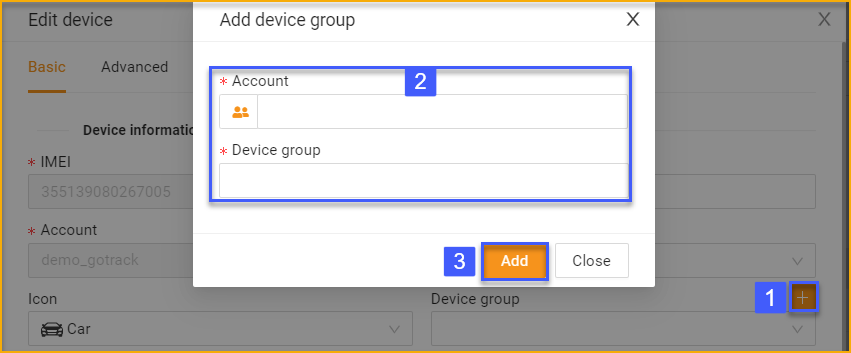 Edit device
Add device group
X
X
Basic
Advanced
2
* Account
Device informatio
* Device group
* IMEI
355139080267005
* Account
demo_gotrack
3
Add
Close
Icon
Device group
1
+
Car